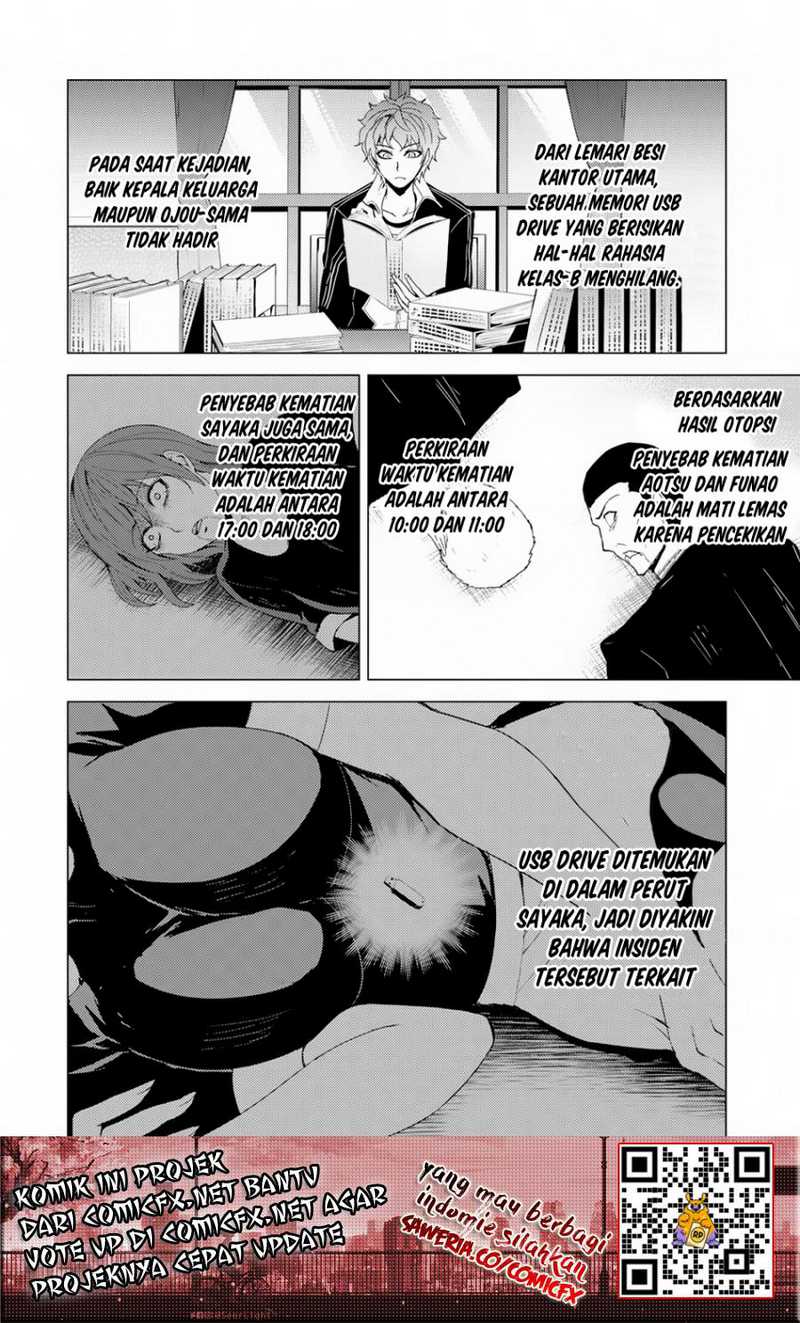 DARI LEMARI BESI
KANTOR UTAMA,
SEBUAH MEMORI USB
DRIVE YANG BERISIKAN
HAL-HAL RAHASIA
KELAS-B MENGHILANG.
PADA SAAT KEJADIAN,
BAIK KEPALA KELUARGA
MAUPUN OJOU-SAMA
TIDAK HADIR
BERDASARKAN
HASIL OTOPSI
PENYEBAB KEMATIAN
AOTSU DAN FUNAO
ADALAH MATI LEMAS
KARENA PENCEKIKAN
PERKIRAAN
WAKTU KEMATIAN
ADALAH ANTARA
10:00 DAN 11:00
PENYEBAB KEMATIAN
SAYAKA JUGA SAMA,
DAN PERKIRAAN
WAKTU KEMATIAN
ADALAH ANTARA
17:00 DAN 18:00
USB DRIVE DITEMUKAN
DI DALAM PERUT
SAYAKA, JADI DIYAKINI
BAHWA INSIDEN
TERSEBUT TERKAIT
KOMIK INI PROJEK
DARI COMICFX.NET BANTU
VOTE UP DI COMICFX.NET AGAR
PROJEKNYA CEPAT UPDATE
yang mau berbagi
indomie silahkan
SAWERIA.CO/COMICFX
RP